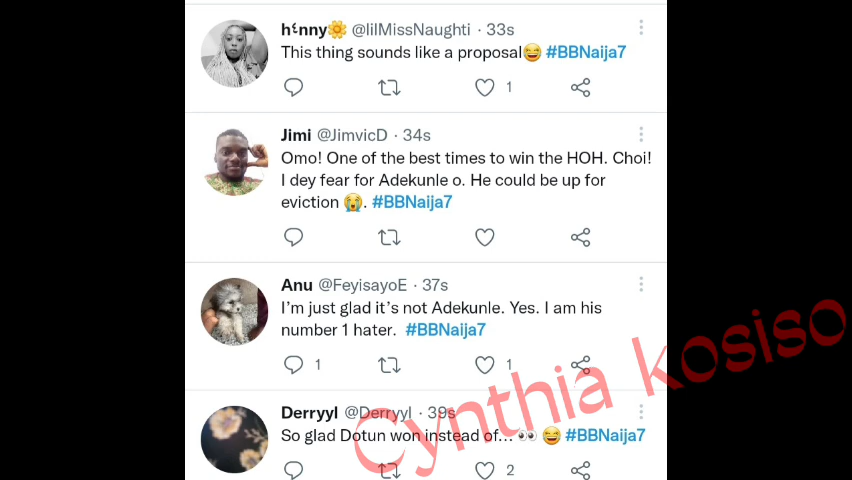 hꜤnny🌼 @lilMissNaughti · 33s
This thing sounds like a proposal😂 #BBNaija7
1
Jimi @JimvicD · 34s
Omo! One of the best times to win the HOH. Choi!
I dey fear for Adekunle o. He could be up for
eviction 😭. #BBNaija7
Anu @FeyisayoE · 37s
I'm just glad it's not Adekunle. Yes. I am his
number 1 hater. #BBNaija7
1 1
Derryyl @Derryyl · 39s
So glad Dotun won instead of... 👀 😂 #BBNaija7
2
Cynthia kosiso